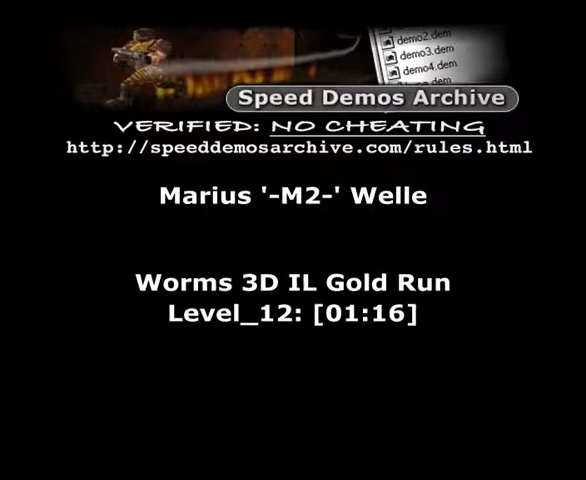 demo2.dem
demo3.dem
demo4.dem
Speed Demos Archive
VERIFIED: NO CHEATING
http://speeddemosarchive.com/rules.html
Marius '-M2-' Welle
Worms 3D IL Gold Run
Level_12: [01:16]